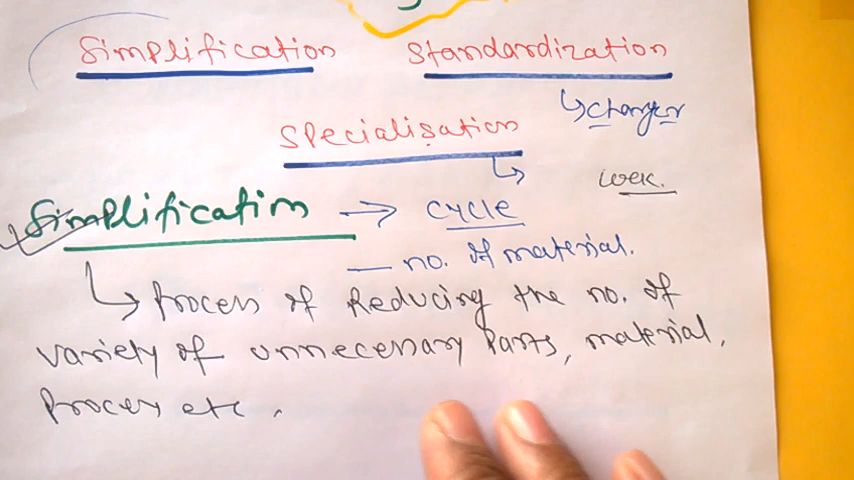 Simplification Standardization
↳ charger
Specialisation
↳
work.
Simplification → cycle
— no. of material.
↳ Process of Reducing the no. of
variety of unnecessary Parts, material,
Process etc.